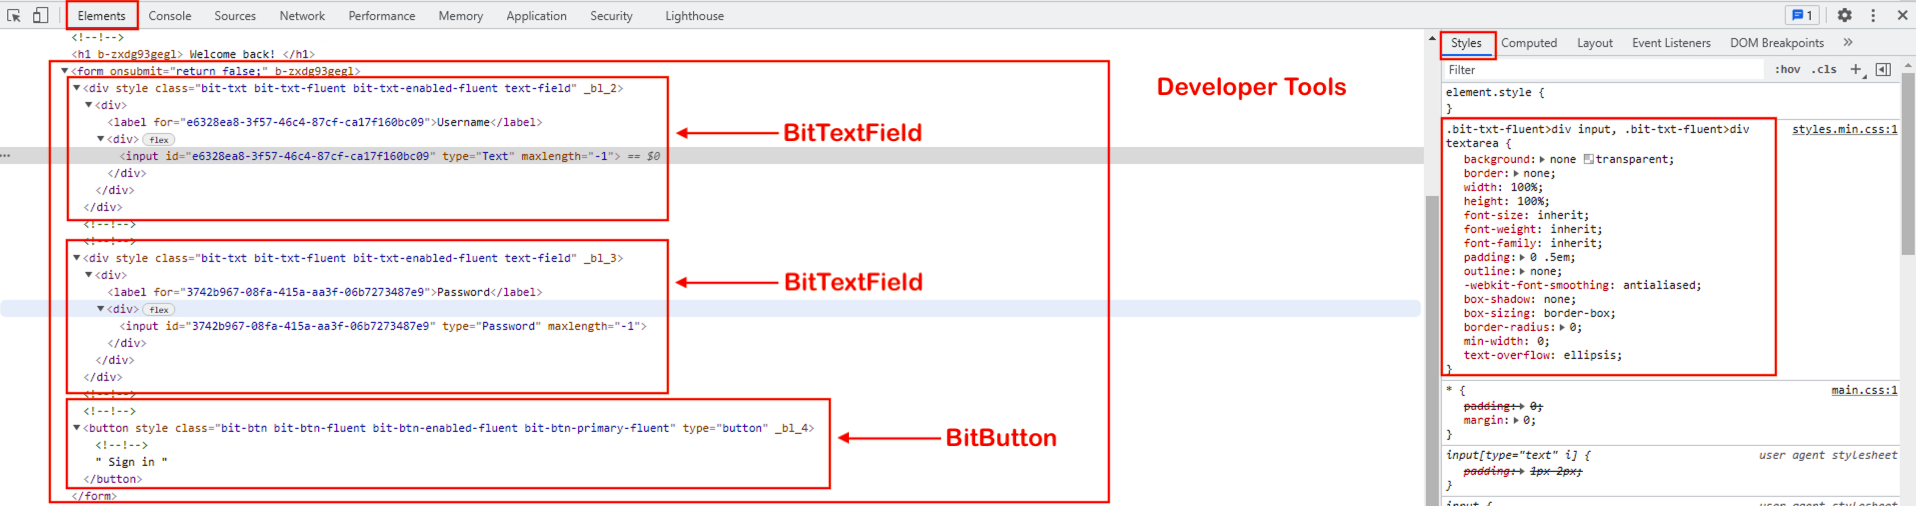 Elements Console Sources Network Performance Memory Application Security Lighthouse 1
<!--!-->
<h1 b-zxdg93gegl> Welcome back! </h1>
<form onsubmit="return false;" b-zxdg93gegl>
<div style class="bit-txt bit-txt-fluent bit-txt-enabled-fluent text-field" _bl_2>
<div>
<label for="e6328ea8-3f57-46c4-87cf-ca17f160bc09">Username</label>
<div> flex
... <input id="e6328ea8-3f57-46c4-87cf-ca17f160bc09" type="Text" maxlength="-1"> == $0
</div>
</div>
</div>
<!--!-->
<!--!-->
<div style class="bit-txt bit-txt-fluent bit-txt-enabled-fluent text-field" _bl_3>
<div>
<label for="3742b967-08fa-415a-aa3f-06b7273487e9">Password</label>
<div> flex
<input id="3742b967-08fa-415a-aa3f-06b7273487e9" type="Password" maxlength="-1">
</div>
</div>
</div>
<!--!-->
<!--!-->
<button style class="bit-btn bit-btn-fluent bit-btn-enabled-fluent bit-btn-primary-fluent" type="button" _bl_4>
<!--!-->
" Sign in "
</button>
</form>
Developer Tools
BitTextField
BitTextField
BitButton
Styles Computed Layout Event Listeners DOM Breakpoints »
Filter :hov .cls +
element.style {
}
.bit-txt-fluent>div input, .bit-txt-fluent>div styles.min.css:1
textarea {
background: none transparent;
border: none;
width: 100%;
height: 100%;
font-size: inherit;
font-weight: inherit;
font-family: inherit;
padding: 0 .5em;
outline: none;
-webkit-font-smoothing: antialiased;
box-shadow: none;
box-sizing: border-box;
border-radius: 0;
min-width: 0;
text-overflow: ellipsis;
}
* { main.css:1
padding: 0;
margin: 0;
}
input[type="text" i] { user agent stylesheet
padding: 1px 2px;
}
input { user agent stylesheet